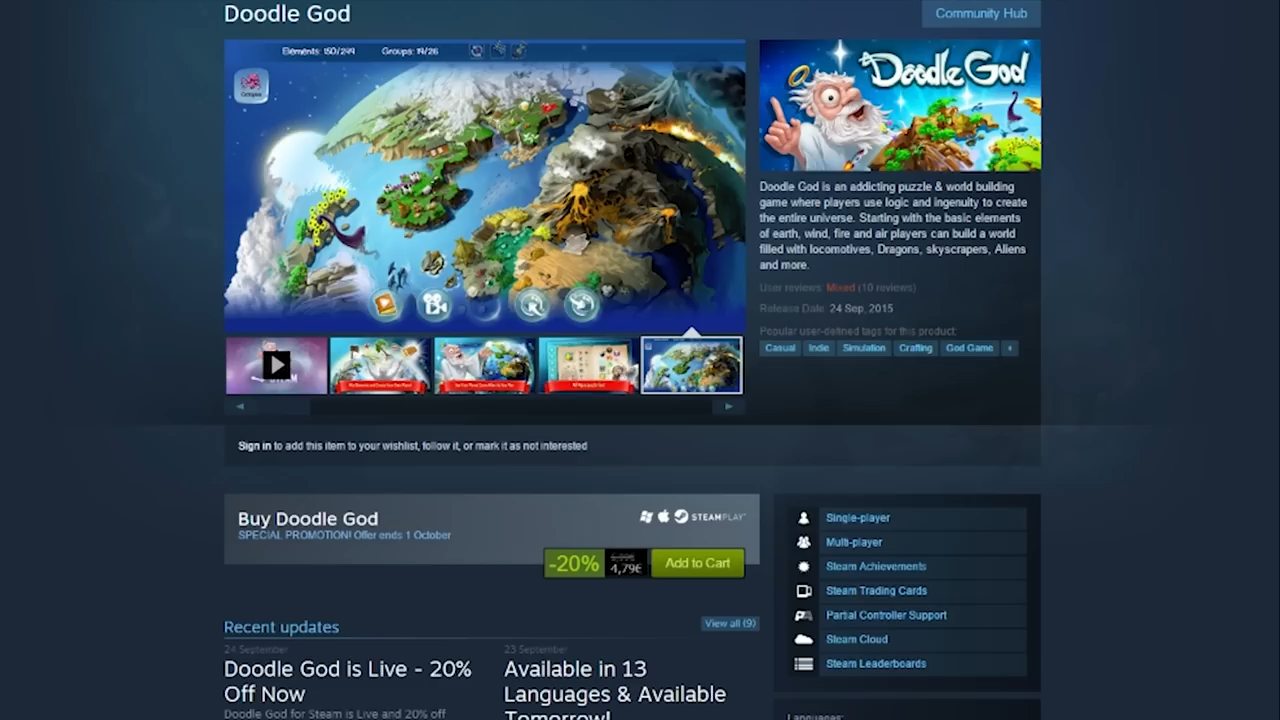 Doodle God
Community Hub
Elements: 150/244
Groups: 14/26
Octopus
Doodle God
Doodle God is an addicting puzzle & world building
game where players use logic and ingenuity to create
the entire universe. Starting with the basic elements
of earth, wind, fire and air players can build a world
filled with locomotives, Dragons, skyscrapers, Aliens
and more.
User reviews: Mixed (10 reviews)
Release Date: 24 Sep, 2015
Popular user-defined tags for this product:
Casual Indie Simulation Crafting God Game +
Sign in to add this item to your wishlist, follow it, or mark it as not interested
Buy Doodle God
SPECIAL PROMOTION! Offer ends 1 October
STEAMPLAY
-20%
5,99€
4,79€
Add to Cart
Single-player
Multi-player
Steam Achievements
Steam Trading Cards
Partial Controller Support
Steam Cloud
Steam Leaderboards
Recent updates
View all (9)
24 September
Doodle God is Live - 20%
Off Now
Doodle God for Steam is Live and 20% off
23 September
Available in 13
Languages & Available
Tomorrow!
Languages: